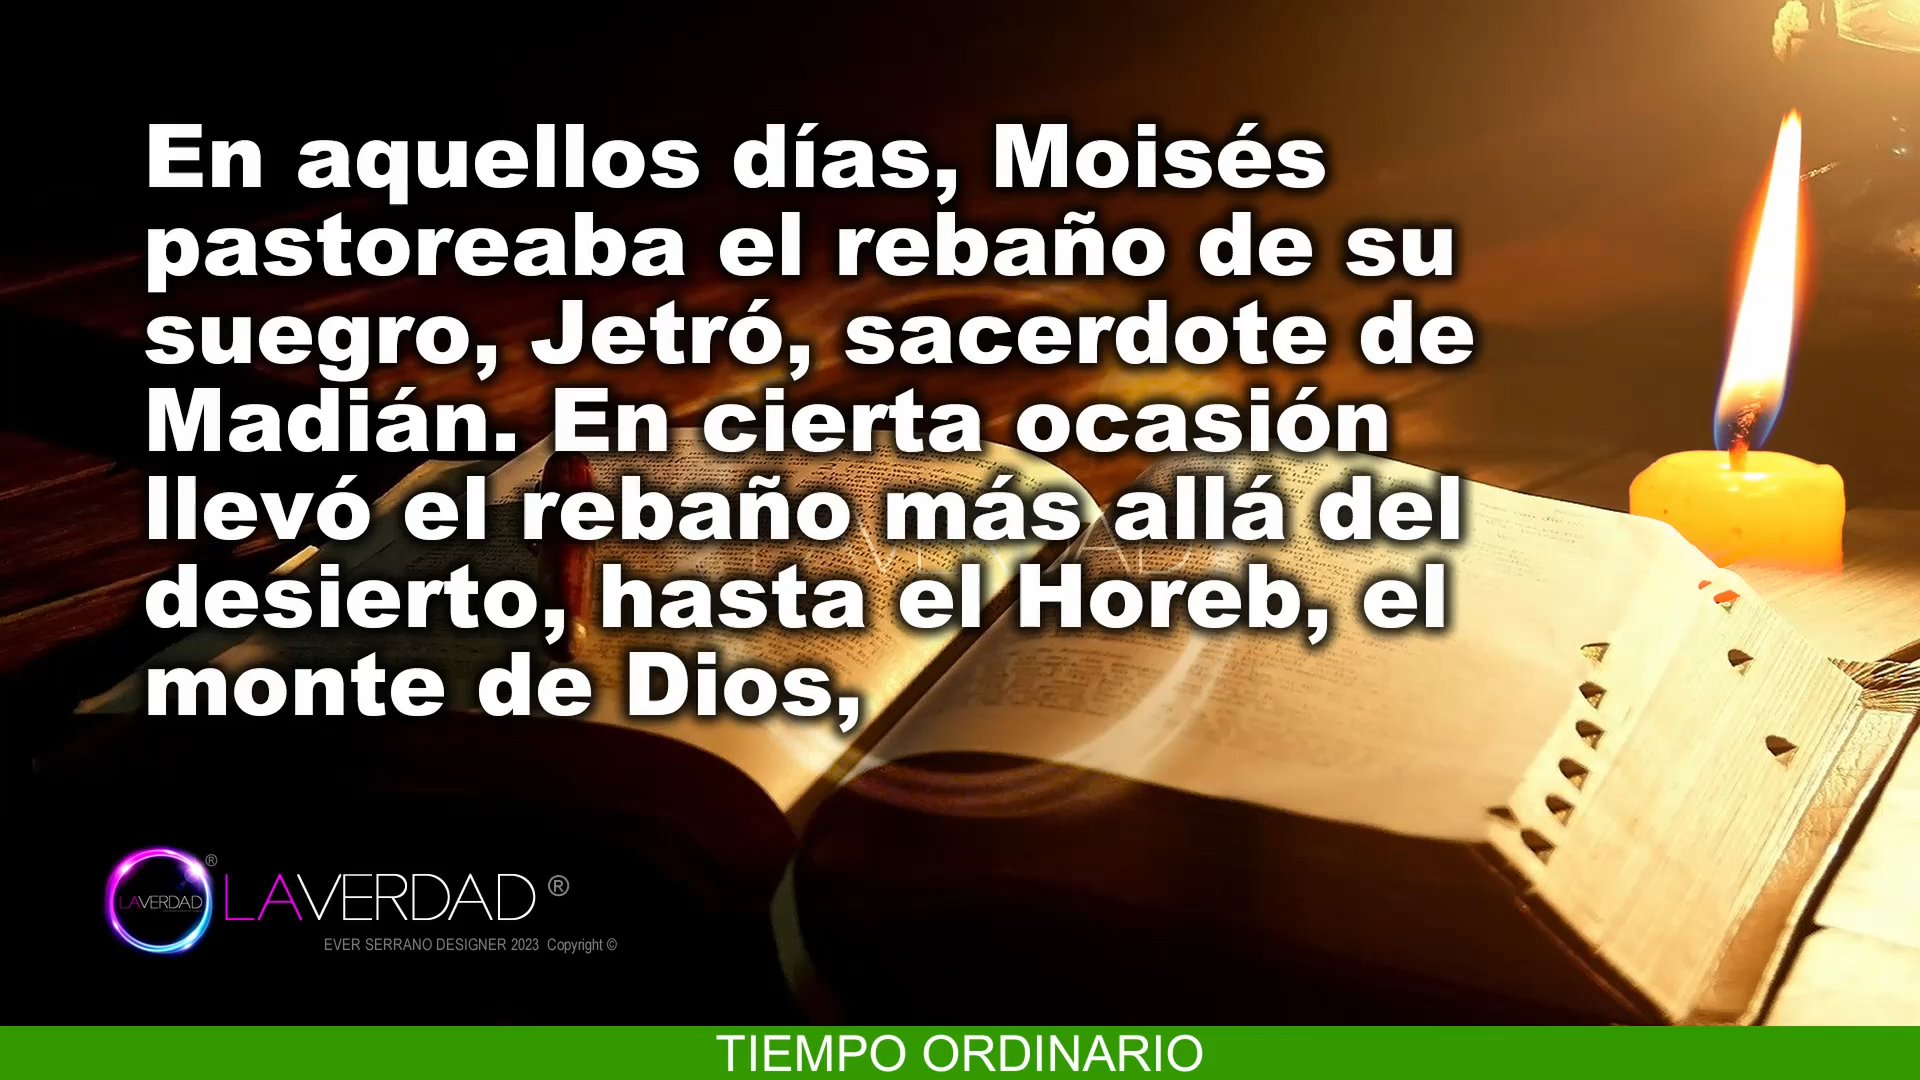 En aquellos días, Moisés
pastoreaba el rebaño de su
suegro, Jetró, sacerdote de
Madián. En cierta ocasión
llevó el rebaño más allá del
desierto, hasta el Horeb, el
monte de Dios,
LAVERDAD ®
LAVERDAD ®
EVER SERRANO DESIGNER 2023 Copyright ©
TIEMPO ORDINARIO